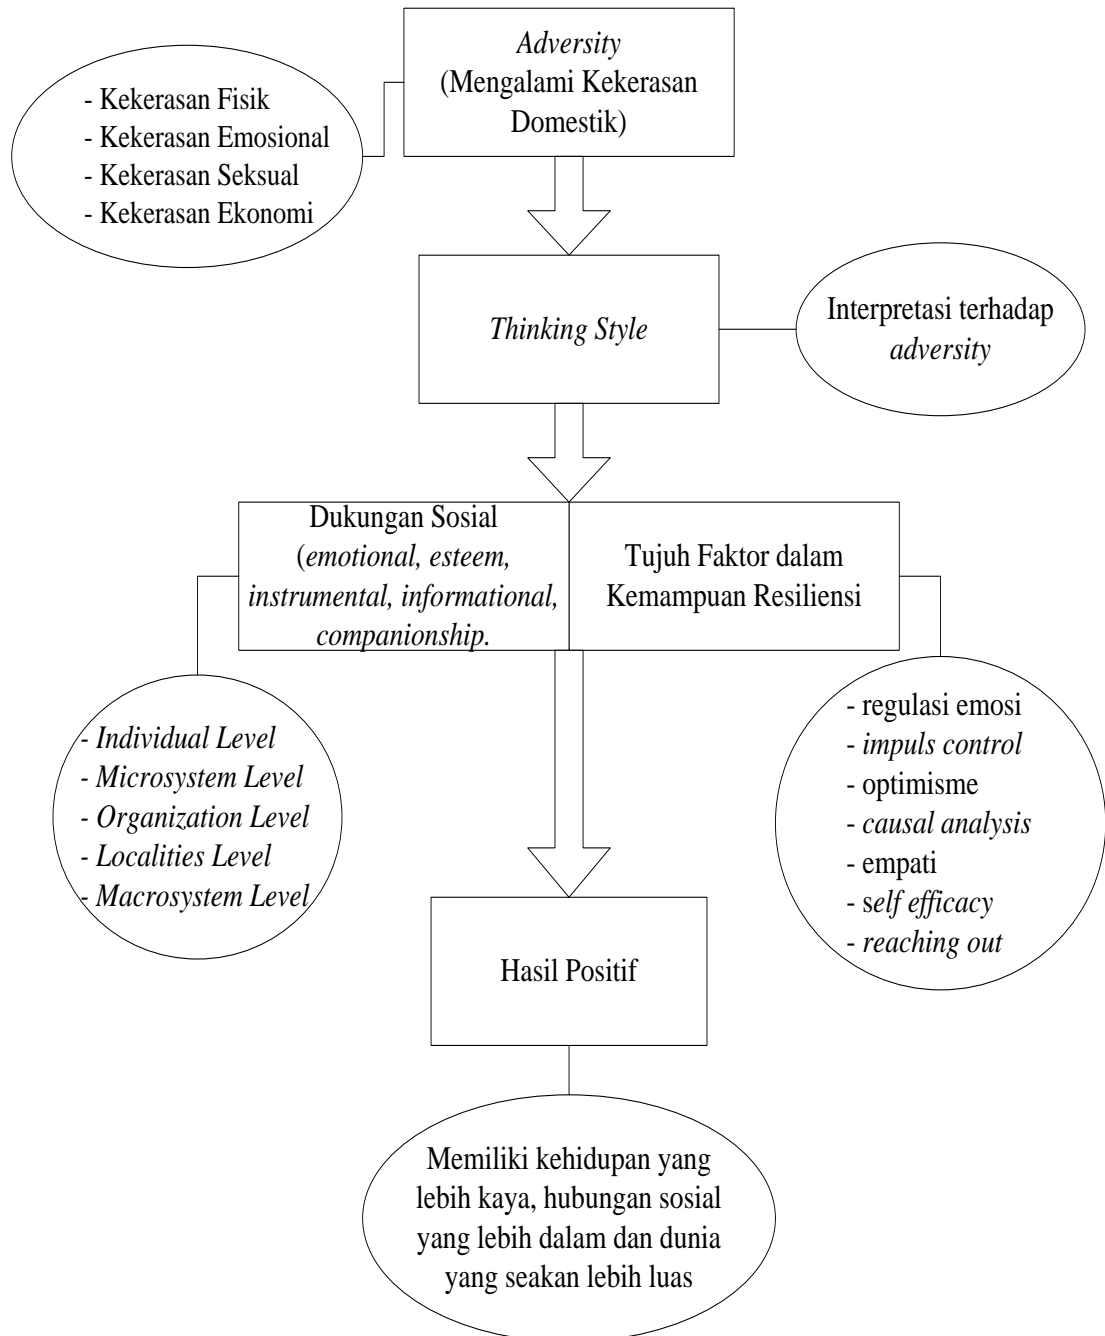 Adversity
(Mengalami Kekerasan
Domestik)
- Kekerasan Fisik
- Kekerasan Emosional
- Kekerasan Seksual
- Kekerasan Ekonomi
Thinking Style
Interpretasi terhadap
adversity
Dukungan Sosial
(emotional, esteem,
instrumental, informational,
companionship.
Tujuh Faktor dalam
Kemampuan Resiliensi
- Individual Level
- Microsystem Level
- Organization Level
- Localities Level
- Macrosystem Level
- regulasi emosi
- impuls control
- optimisme
- causal analysis
- empati
- self efficacy
- reaching out
Hasil Positif
Memiliki kehidupan yang
lebih kaya, hubungan sosial
yang lebih dalam dan dunia
yang seakan lebih luas